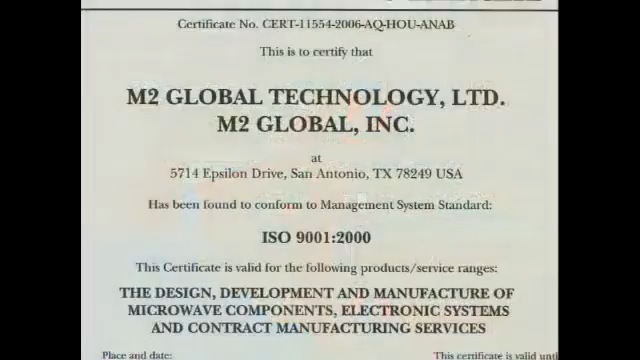 Certificate No. CERT-11554-2006-AQ-HOU-ANAB
This is to certify that
M2 GLOBAL TECHNOLOGY, LTD.
M2 GLOBAL, INC.
at
5714 Epsilon Drive, San Antonio, TX 78249 USA
Has been found to conform to Management System Standard:
ISO 9001:2000
This Certificate is valid for the following products/service ranges:
THE DESIGN, DEVELOPMENT AND MANUFACTURE OF
MICROWAVE COMPONENTS, ELECTRONIC SYSTEMS
AND CONTRACT MANUFACTURING SERVICES
Place and date: This certificate is valid until